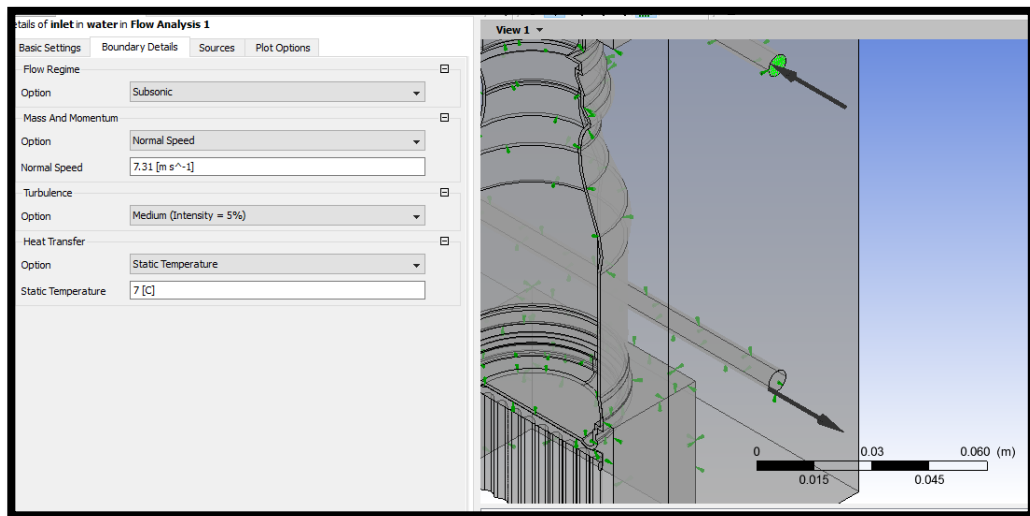 etails of inlet in water in Flow Analysis 1
Basic Settings Boundary Details Sources Plot Options
Flow Regime
Option Subsonic
Mass And Momentum
Option Normal Speed
Normal Speed 7.31 [m s^-1]
Turbulence
Option Medium (Intensity = 5%)
Heat Transfer
Option Static Temperature
Static Temperature 7 [C]
View 1
0 0.03 0.060 (m)
0.015 0.045